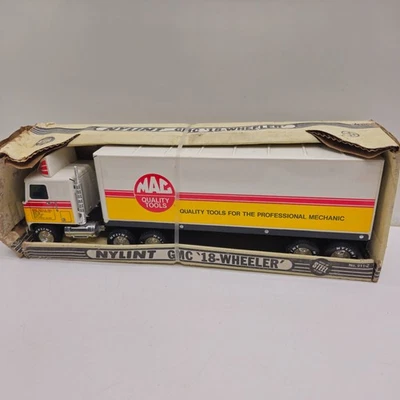 NYLINT GMC '18-WHEELER'
MAC
QUALITY
TOOLS
QUALITY TOOLS FOR THE PROFESSIONAL MECHANIC
NYLINT GMC '18-WHEELER'
STEEL